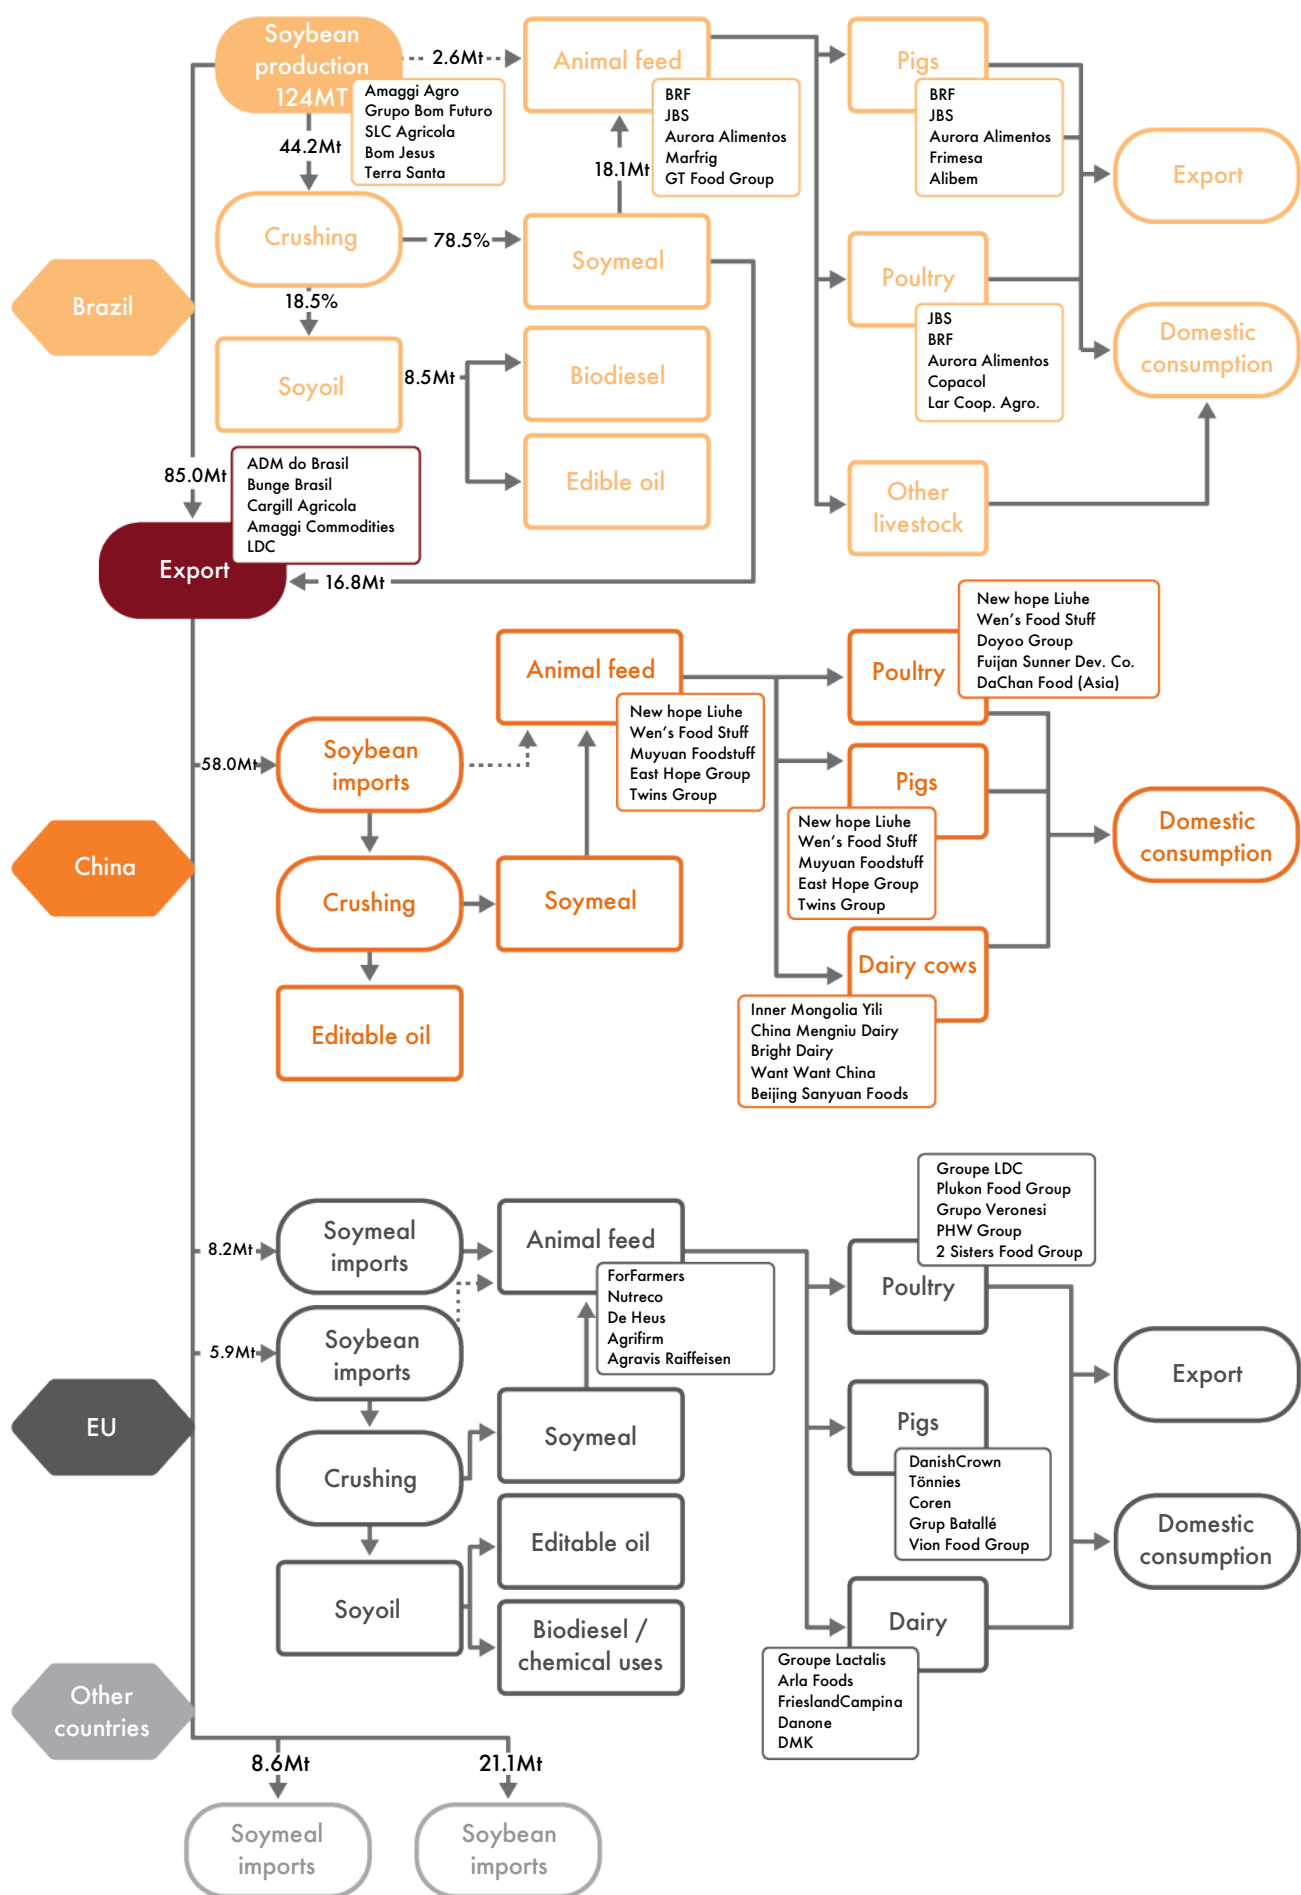 Soybean
production
124MT
2.6Mt
Animal feed
Pigs
Amaggi Agro
Grupo Bom Futuro
SLC Agricola
Bom Jesus
Terra Santa
BRF
JBS
Aurora Alimentos
Marfrig
GT Food Group
BRF
JBS
Aurora Alimentos
Frimesa
Alibem
44.2Mt
18.1Mt
Export
Crushing
78.5%
Soymeal
Poultry
Brazil
18.5%
JBS
BRF
Aurora Alimentos
Copacol
Lar Coop. Agro.
Domestic
consumption
Soyoil
8.5Mt
Biodiesel
Edible oil
Other
livestock
85.0Mt
ADM do Brasil
Bunge Brasil
Cargill Agricola
Amaggi Commodities
LDC
Export
16.8Mt
New hope Liuhe
Wen's Food Stuff
Doyoo Group
Fuijan Sunner Dev. Co.
DaChan Food (Asia)
Animal feed
Poultry
New hope Liuhe
Wen's Food Stuff
Muyuan Foodstuff
East Hope Group
Twins Group
58.0Mt
Soybean
imports
Pigs
New hope Liuhe
Wen's Food Stuff
Muyuan Foodstuff
East Hope Group
Twins Group
Domestic
consumption
China
Crushing
Soymeal
Dairy cows
Inner Mongolia Yili
China Mengniu Dairy
Bright Dairy
Want Want China
Beijing Sanyuan Foods
Editable oil
Groupe LDC
Plukon Food Group
Grupo Veronesi
PHW Group
2 Sisters Food Group
8.2Mt
Soymeal
imports
Animal feed
ForFarmers
Nutreco
De Heus
Agrifirm
Agravis Raiffeisen
Poultry
5.9Mt
Soybean
imports
Export
EU
Crushing
Soymeal
Pigs
DanishCrown
Tönnies
Coren
Grup Batallé
Vion Food Group
Editable oil
Domestic
consumption
Soyoil
Biodiesel /
chemical uses
Dairy
Groupe Lactalis
Arla Foods
FrieslandCampina
Danone
DMK
Other
countries
8.6Mt
21.1Mt
Soymeal
imports
Soybean
imports